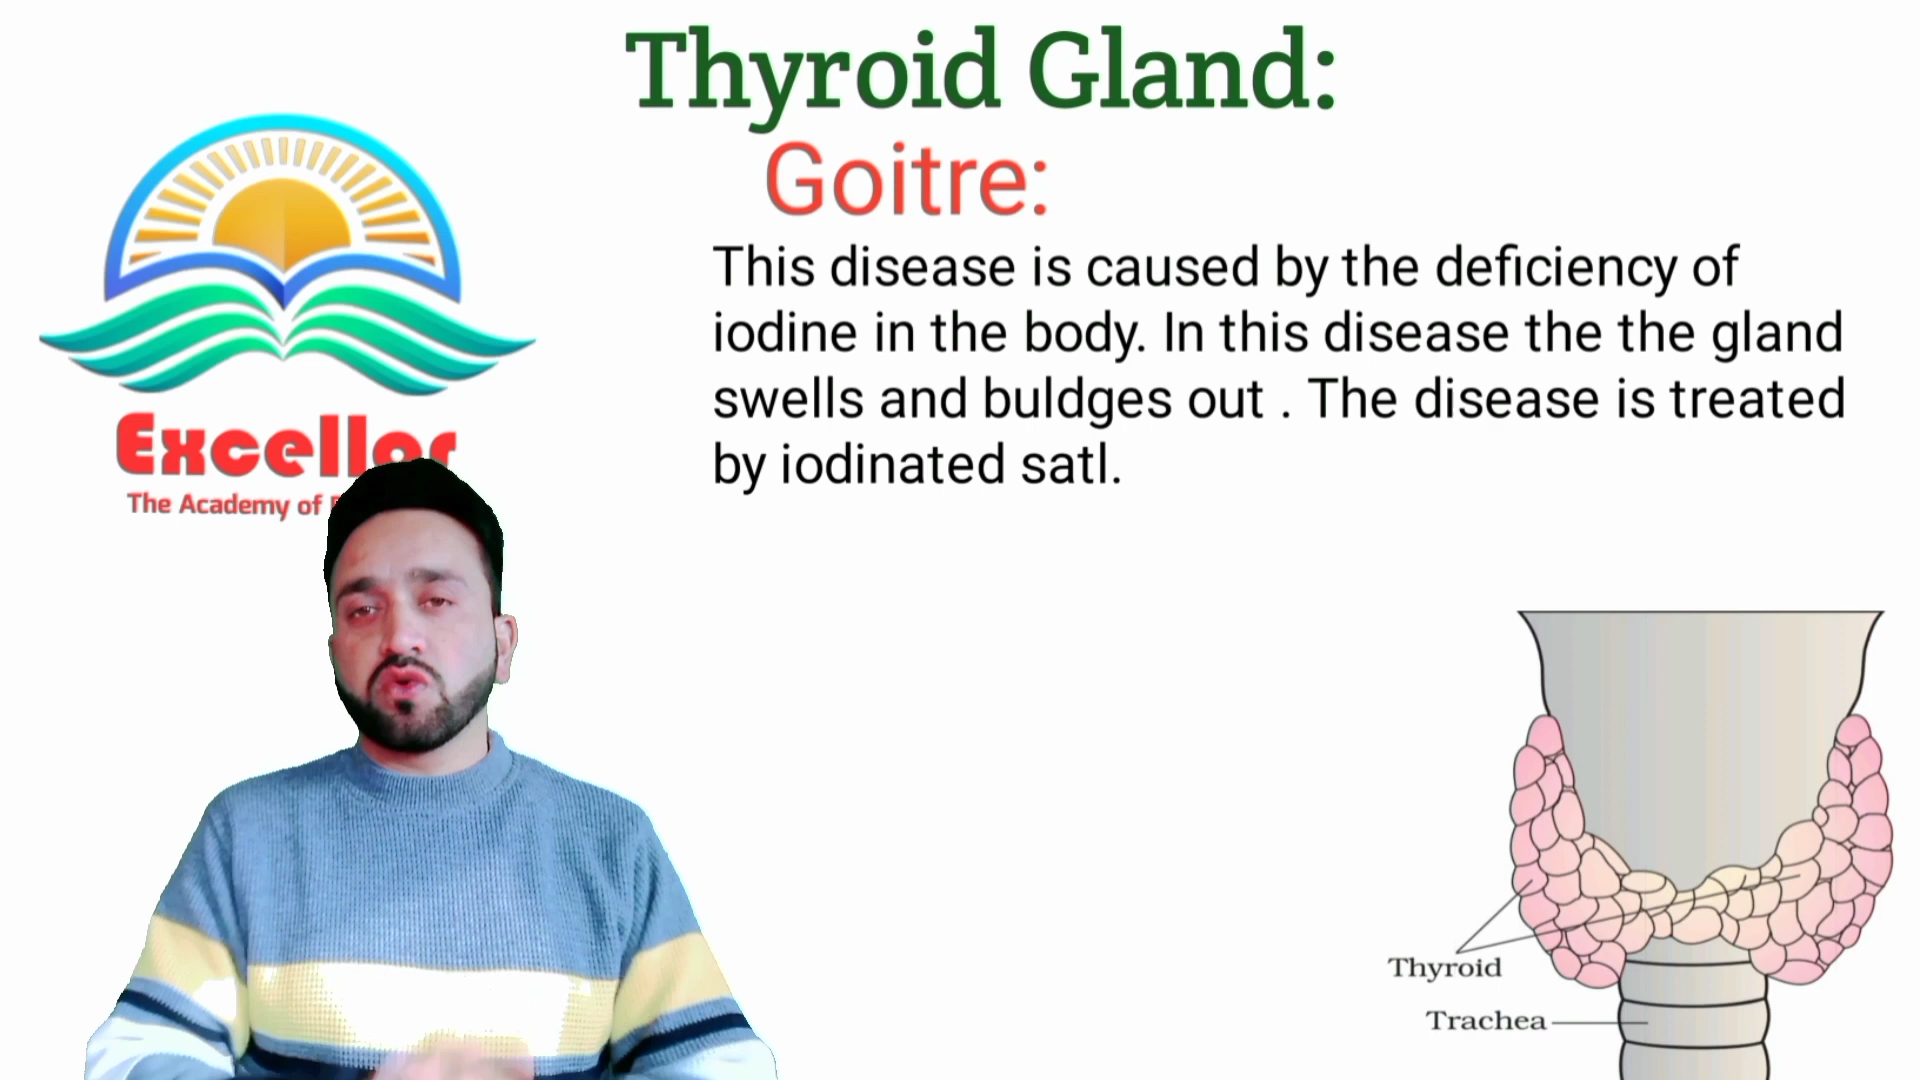 Thyroid Gland:
Goitre:
This disease is caused by the deficiency of
iodine in the body. In this disease the the gland
swells and buldges out . The disease is treated
by iodinated satl.
Excellor
The Academy of
Thyroid
Trachea